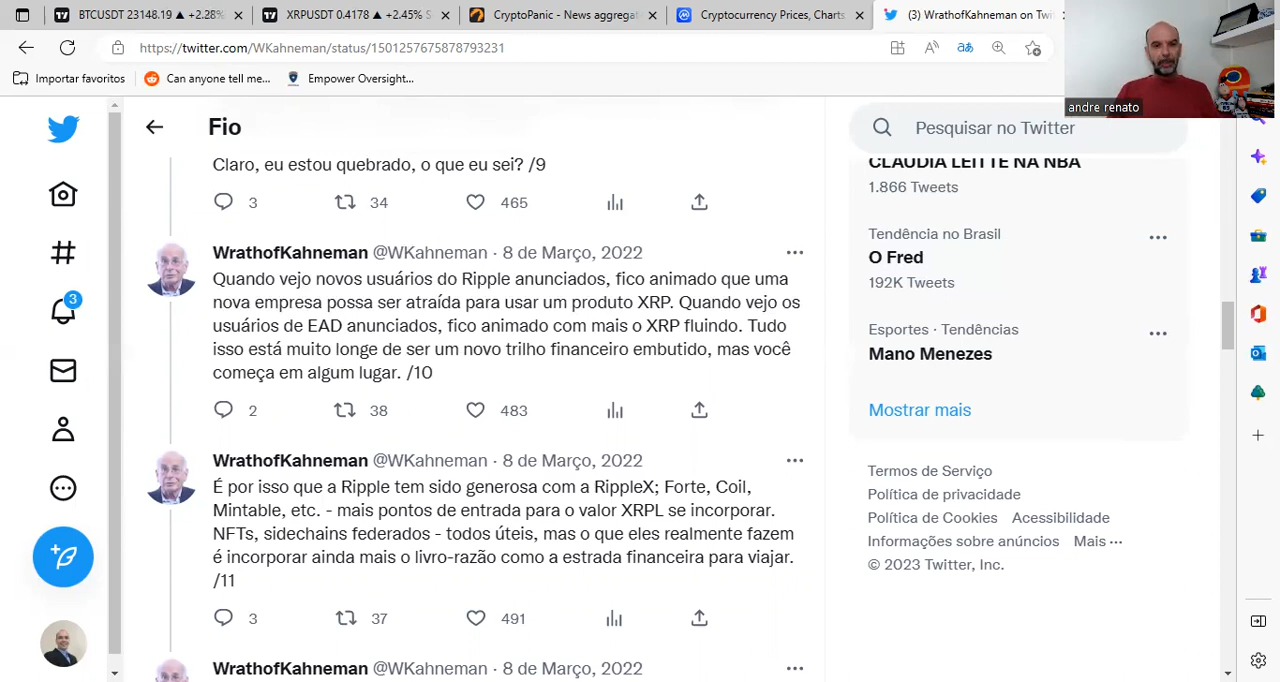 BTCUSDT 23148.19 ▲ +2.28%
XRPUSDT 0.4178 ▲ +2.45% S
CryptoPanic - News aggregat
Cryptocurrency Prices, Charts
(3) WrathofKahneman on Twi
https://twitter.com/WKahneman/status/1501257675878793231
Importar favoritos
Can anyone tell me...
Empower Oversight...
andre renato
Fio
Claro, eu estou quebrado, o que eu sei? /9
3 34 465
WrathofKahneman @WKahneman · 8 de Março, 2022
Quando vejo novos usuários do Ripple anunciados, fico animado que uma
nova empresa possa ser atraída para usar um produto XRP. Quando vejo os
usuários de EAD anunciados, fico animado com mais o XRP fluindo. Tudo
isso está muito longe de ser um novo trilho financeiro embutido, mas você
começa em algum lugar. /10
2 38 483
WrathofKahneman @WKahneman · 8 de Março, 2022
É por isso que a Ripple tem sido generosa com a RippleX; Forte, Coil,
Mintable, etc. - mais pontos de entrada para o valor XRPL se incorporar.
NFTs, sidechains federados - todos úteis, mas o que eles realmente fazem
é incorporar ainda mais o livro-razão como a estrada financeira para viajar.
/11
3 37 491
WrathofKahneman @WKahneman · 8 de Março, 2022
3
Pesquisar no Twitter
CLAUDIA LEITTE NA NBA
1.866 Tweets
Tendência no Brasil
O Fred
192K Tweets
Esportes · Tendências
Mano Menezes
Mostrar mais
Termos de Serviço
Política de privacidade
Política de Cookies Acessibilidade
Informações sobre anúncios Mais ···
© 2023 Twitter, Inc.